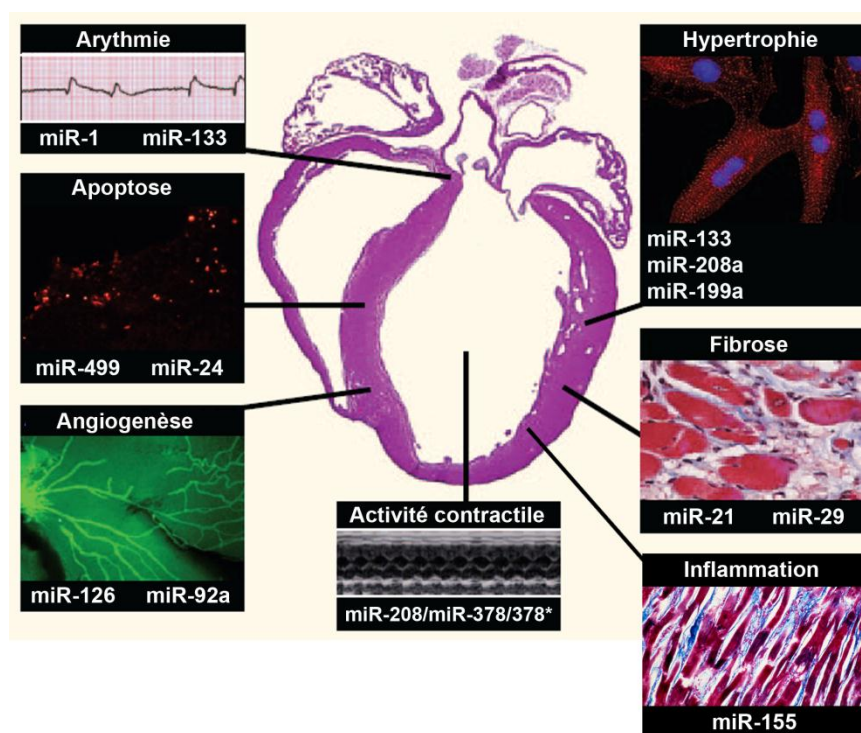 Arythmie
miR-1 miR-133
Apoptose
miR-499 miR-24
Angiogenèse
miR-126 miR-92a
Activité contractile
miR-208/miR-378/378*
Hypertrophie
miR-133
miR-208a
miR-199a
Fibrose
miR-21 miR-29
Inflammation
miR-155